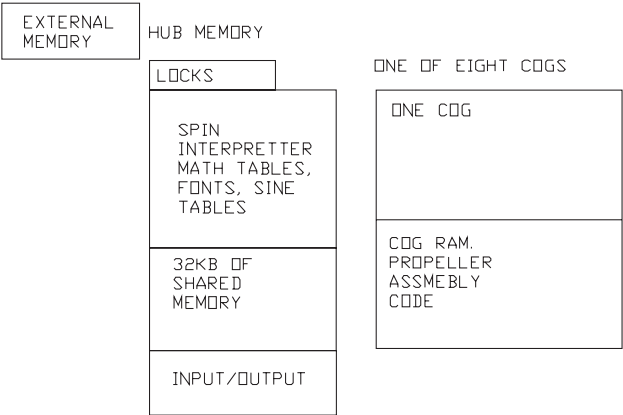 EXTERNAL
MEMORY
HUB MEMORY
LOCKS
SPIN
INTERPRETTER
MATH TABLES,
FONTS, SINE
TABLES
32KB OF
SHARED
MEMORY
INPUT/OUTPUT
ONE OF EIGHT COGS
ONE COG
COG RAM.
PROPELLER
ASSMEBLY
CODE